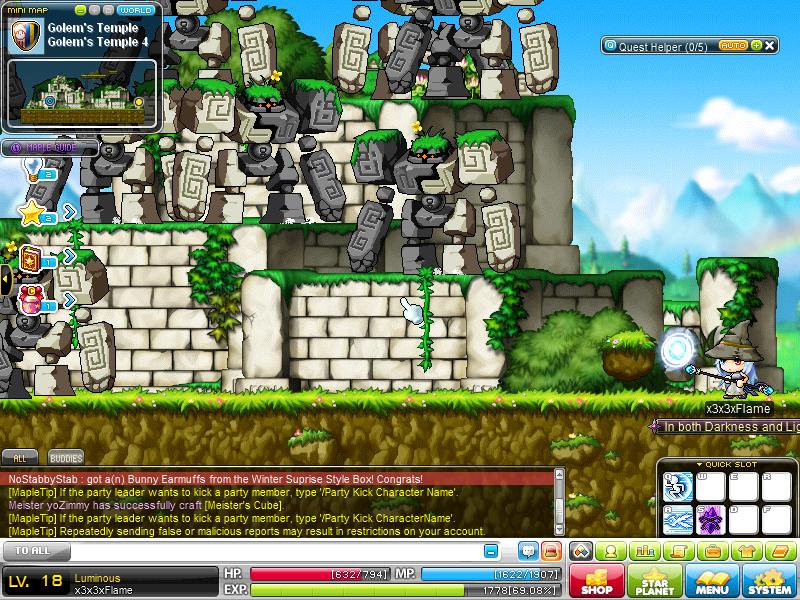 MINI MAP
WORLD
Golem's Temple
Golem's Temple 4
MAPLE GUIDE
2
2
1
1
Quest Helper (0/5) AUTO
x3x3xFlame
In both Darkness and Lig
QUICK SLOT
Q W E R
A S D F
ALL BUDDIES
NoStabbyStab : got a(n) Bunny Earmuffs from the Winter Suprise Style Box! Congrats!
[MapleTip] If the party leader wants to kick a party member, type '/Party Kick Character Name'.
Meister yoZimmy has successfully craft [Meister's Cube].
[MapleTip] If the party leader wants to kick a party member, type '/Party Kick CharacterName'.
[MapleTip] Repeatedly sending false or malicious reports may result in restrictions on your account.
TO ALL
LV. 18 Luminous
x3x3xFlame
HP. [632/794] MP. [1622/1907]
EXP. 1778[69.08%]
SHOP STAR PLANET MENU SYSTEM